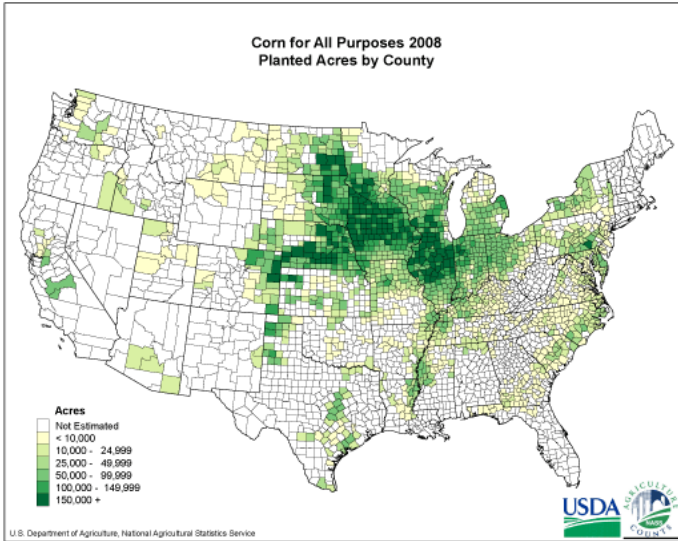 Corn for All Purposes 2008
Planted Acres by County
Acres
Not Estimated
< 10,000
10,000 - 24,999
25,000 - 49,999
50,000 - 99,999
100,000 - 149,999
150,000 +
USDA
AGRICULTURE
NASS
COUNTS
U.S. Department of Agriculture, National Agricultural Statistics Service